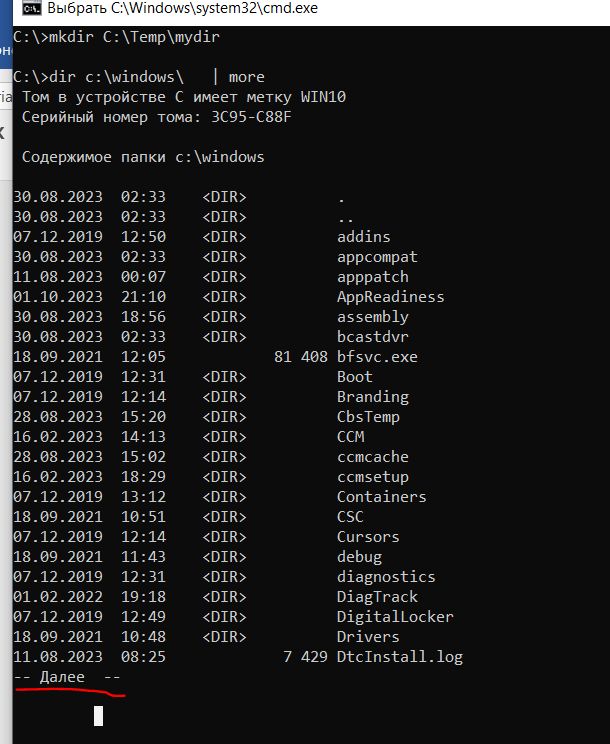 Выбрать C:\Windows\system32\cmd.exe
C:\>mkdir C:\Temp\mydir
C:\>dir c:\windows\   | more
 Том в устройстве C имеет метку WIN10
 Серийный номер тома: 3C95-C88F
 Содержимое папки c:\windows
30.08.2023  02:33    <DIR>          .
30.08.2023  02:33    <DIR>          ..
07.12.2019  12:50    <DIR>          addins
30.08.2023  02:33    <DIR>          appcompat
11.08.2023  00:07    <DIR>          apppatch
01.10.2023  21:10    <DIR>          AppReadiness
30.08.2023  18:56    <DIR>          assembly
30.08.2023  02:33    <DIR>          bcastdvr
18.09.2021  12:05            81 408 bfsvc.exe
07.12.2019  12:31    <DIR>          Boot
07.12.2019  12:14    <DIR>          Branding
28.08.2023  15:20    <DIR>          CbsTemp
16.02.2023  14:13    <DIR>          CCM
28.08.2023  15:02    <DIR>          ccmcache
16.02.2023  18:29    <DIR>          ccmsetup
07.12.2019  13:12    <DIR>          Containers
18.09.2021  10:51    <DIR>          CSC
07.12.2019  12:14    <DIR>          Cursors
18.09.2021  11:43    <DIR>          debug
07.12.2019  12:31    <DIR>          diagnostics
01.02.2022  19:18    <DIR>          DiagTrack
07.12.2019  12:49    <DIR>          DigitalLocker
18.09.2021  10:48    <DIR>          Drivers
11.08.2023  08:25             7 429 DtcInstall.log
-- Далее  --